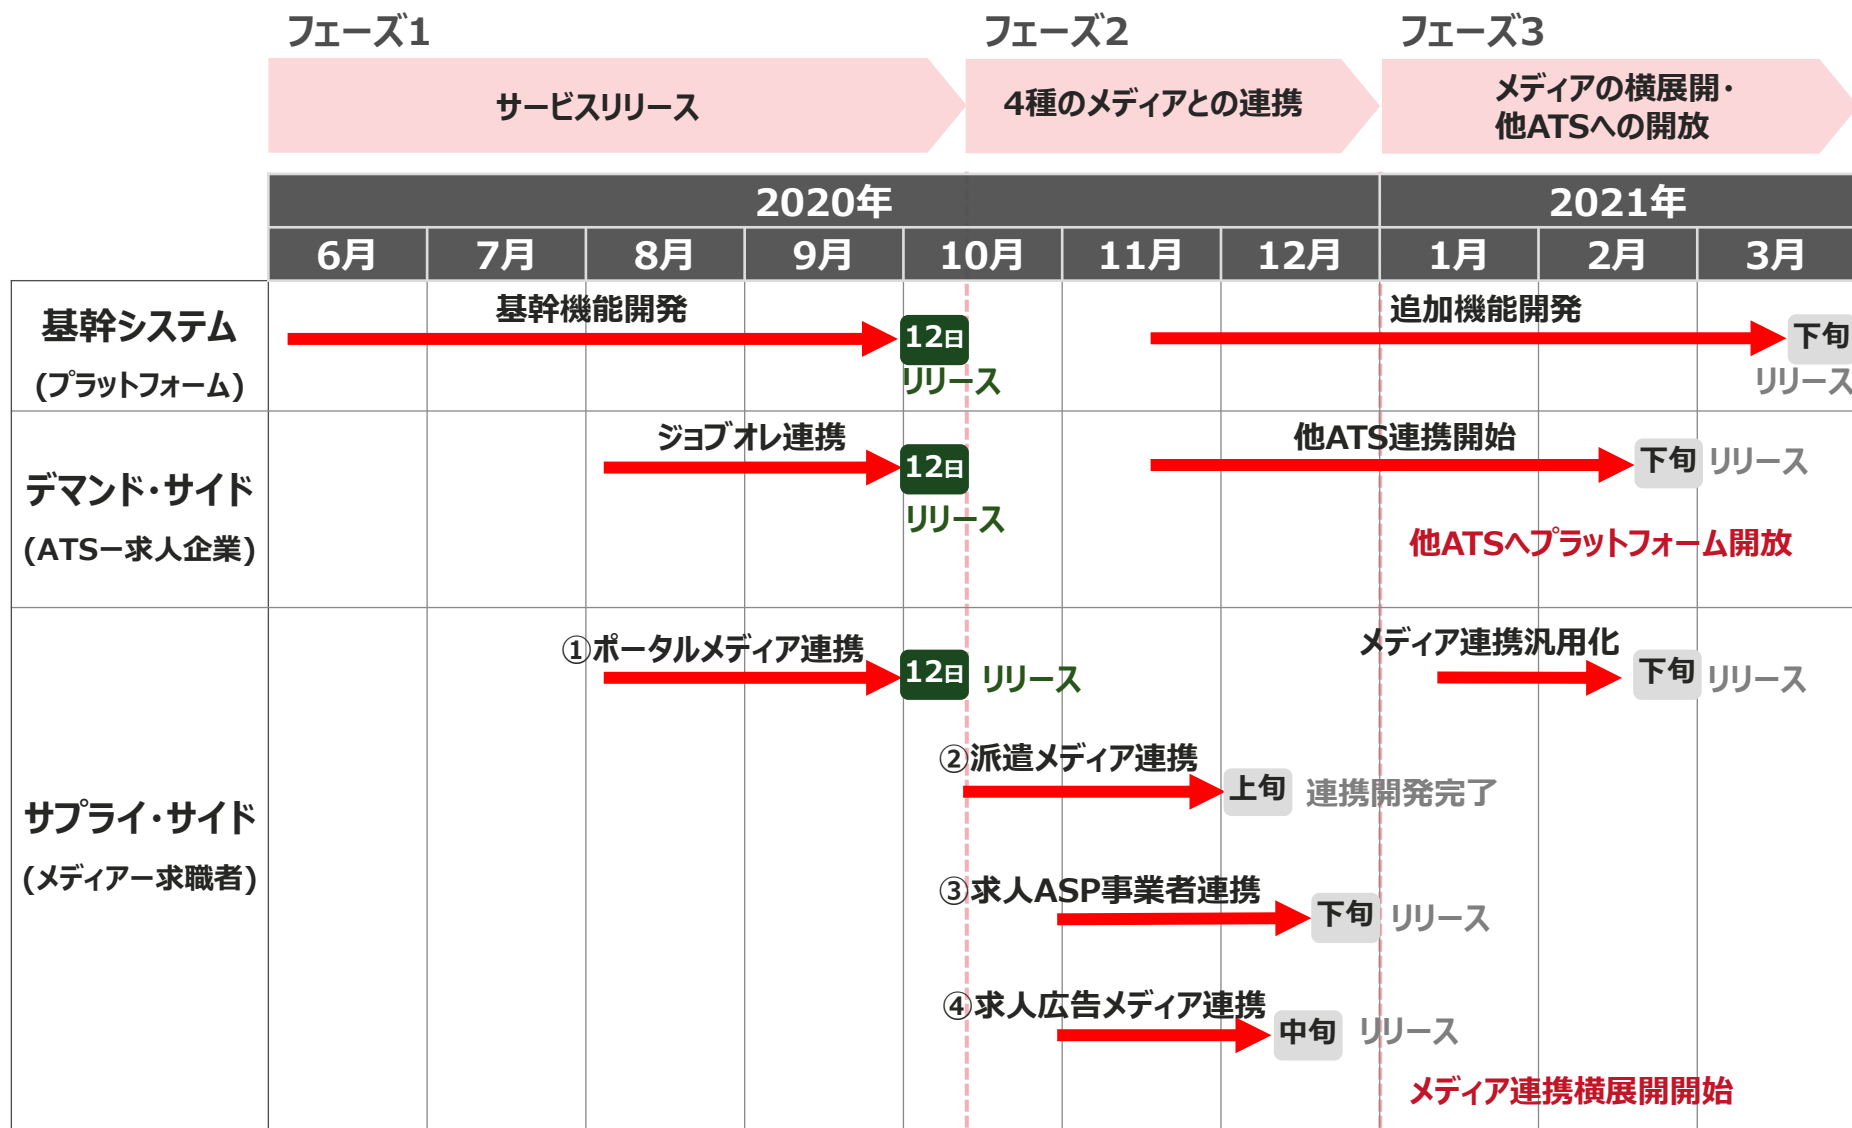 フェーズ1
フェーズ2
フェーズ3
サービスリリース
4種のメディアとの連携
メディアの横展開・
他ATSへの開放
2020年
2021年
6月
7月
8月
9月
10月
11月
12月
1月
2月
3月
基幹システム
(プラットフォーム)
基幹機能開発
12日
リリース
追加機能開発
下旬
リリース
デマンド・サイド
(ATSー求人企業)
ジョブオレ連携
12日
リリース
他ATS連携開始
下旬
リリース
他ATSへプラットフォーム開放
サプライ・サイド
(メディアー求職者)
①ポータルメディア連携
12日
リリース
メディア連携汎用化
下旬
リリース
②派遣メディア連携
上旬
連携開発完了
③求人ASP事業者連携
下旬
リリース
④求人広告メディア連携
中旬
リリース
メディア連携横展開開始